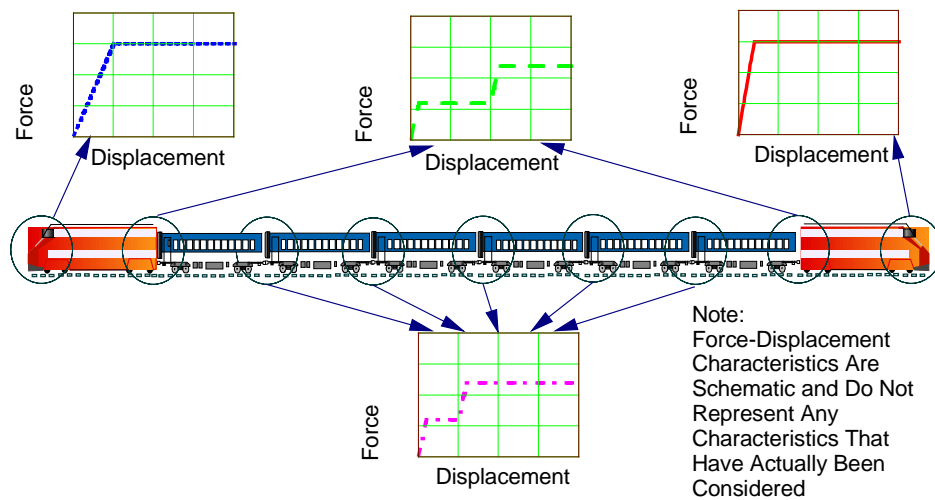 Force
Displacement
Force
Displacement
Force
Displacement
Force
Displacement
Note:
Force-Displacement
Characteristics Are
Schematic and Do Not
Represent Any
Characteristics That
Have Actually Been
Considered